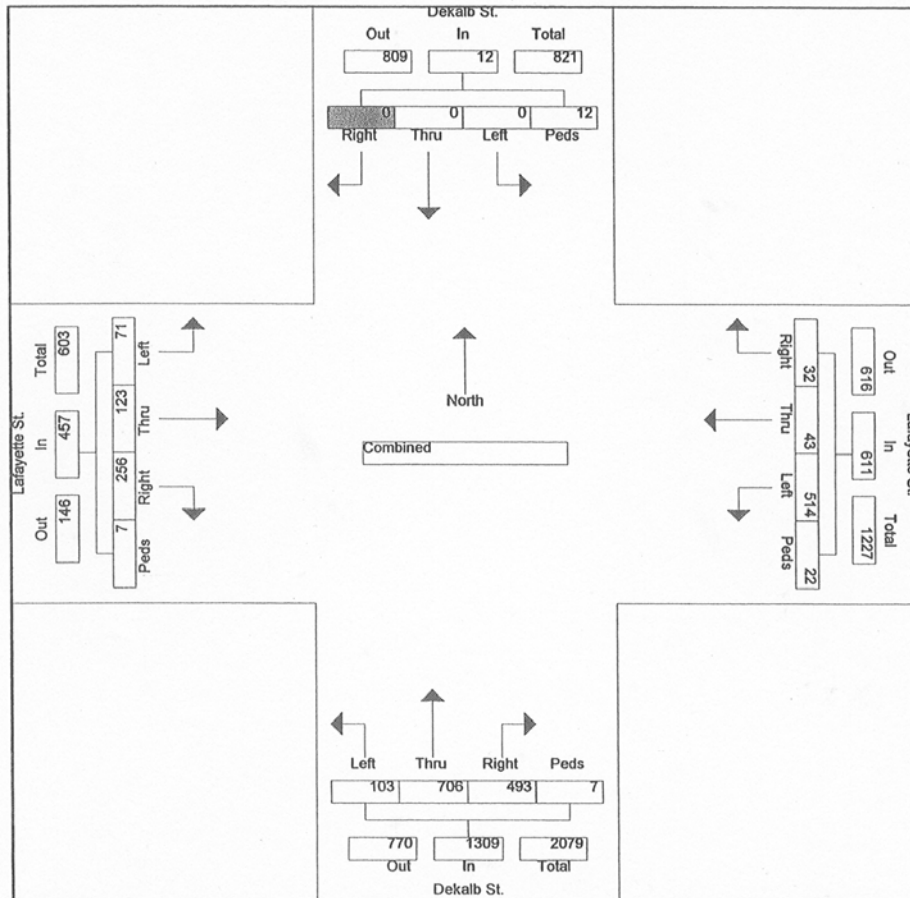 Dekalb St.
Out In Total
809 12 821
0 0 0 12
Right Thru Left Peds
Lafayette St.
Total In Out
603 457 146
71 123 256 7
Left Thru Right Peds
North
Combined
Right Thru Left Peds
32 43 514 22
Out In Total
616 611 1227
Lafayette St.
Left Thru Right Peds
103 706 493 7
770 1309 2079
Out In Total
Dekalb St.